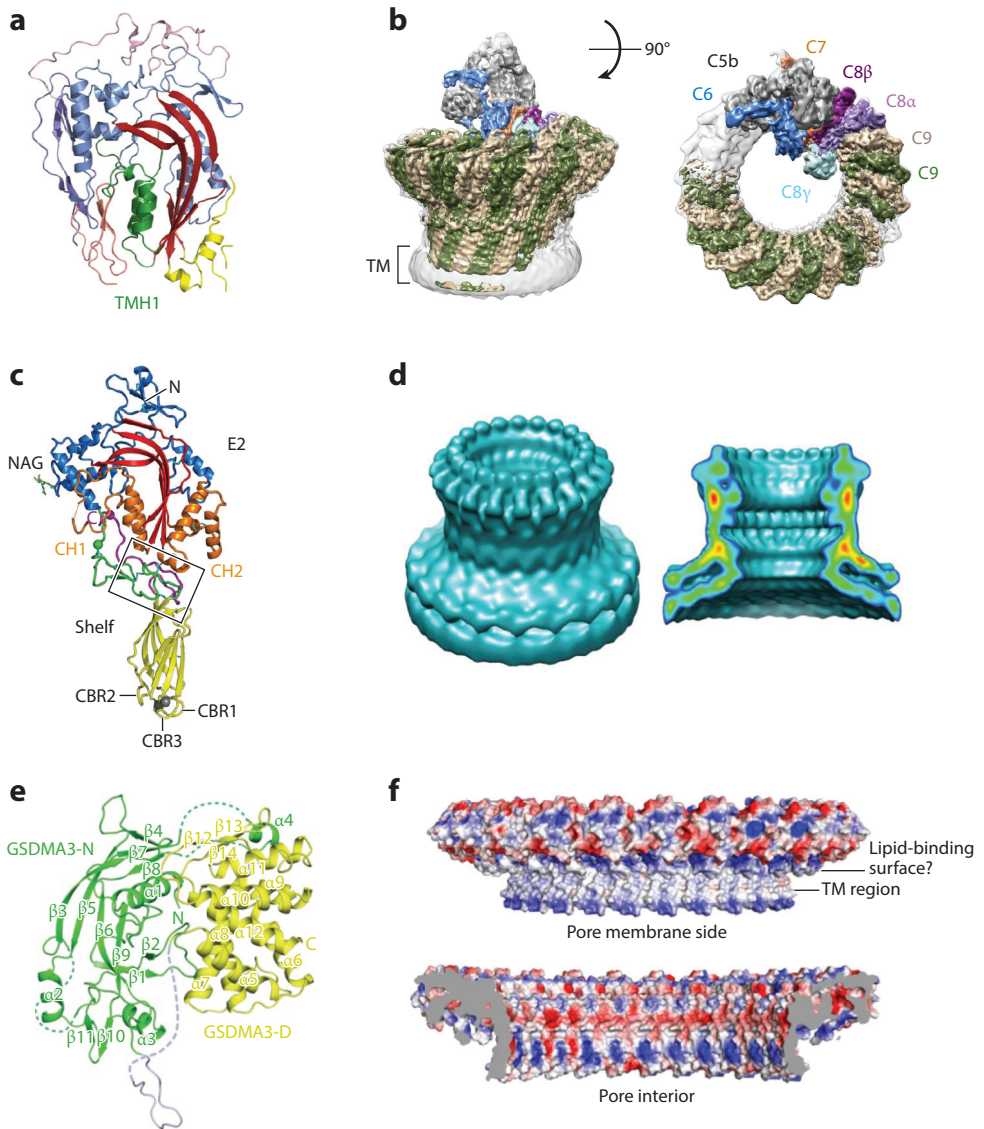 a
TMH1
b
90°
TM
C5b
C7
C8β
C6
C8α
C9
C9
C8γ
c
N
E2
NAG
C
CH1
CH2
Shelf
CBR2
CBR1
CBR3
d
e
GSDMA3-N
β4
β7
β8
α1
β3
β5
β6
β9
β2
β1
N
α2
β11
β10
α3
β12
β13
α4
β14
α11
α9
α10
α8
α12
C
α6
α7
α5
GSDMA3-D
f
Lipid-binding
surface?
TM region
Pore membrane side
Pore interior